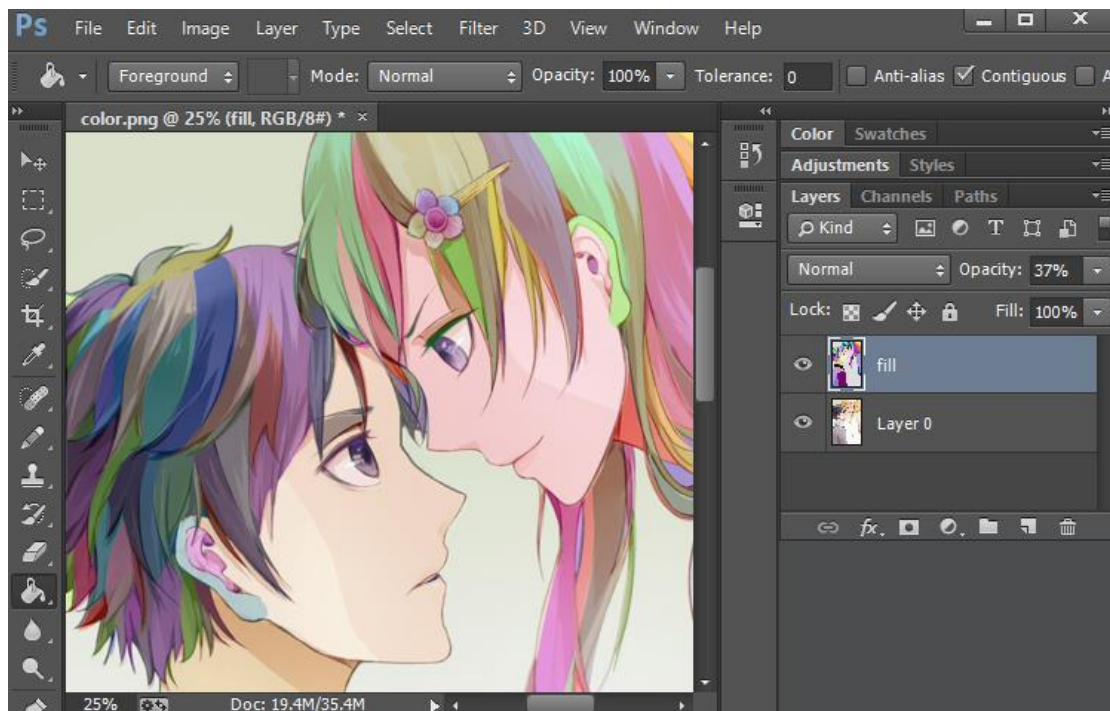 Ps File Edit Image Layer Type Select Filter 3D View Window Help
Foreground Mode: Normal Opacity: 100% Tolerance: 0 Anti-alias Contiguous A
color.png @ 25% (fill, RGB/8#) * ×
Color Swatches
Adjustments Styles
Layers Channels Paths
Kind T
Normal Opacity: 37%
Lock: Fill: 100%
fill
Layer 0
fx
25% Doc: 19.4M/35.4M